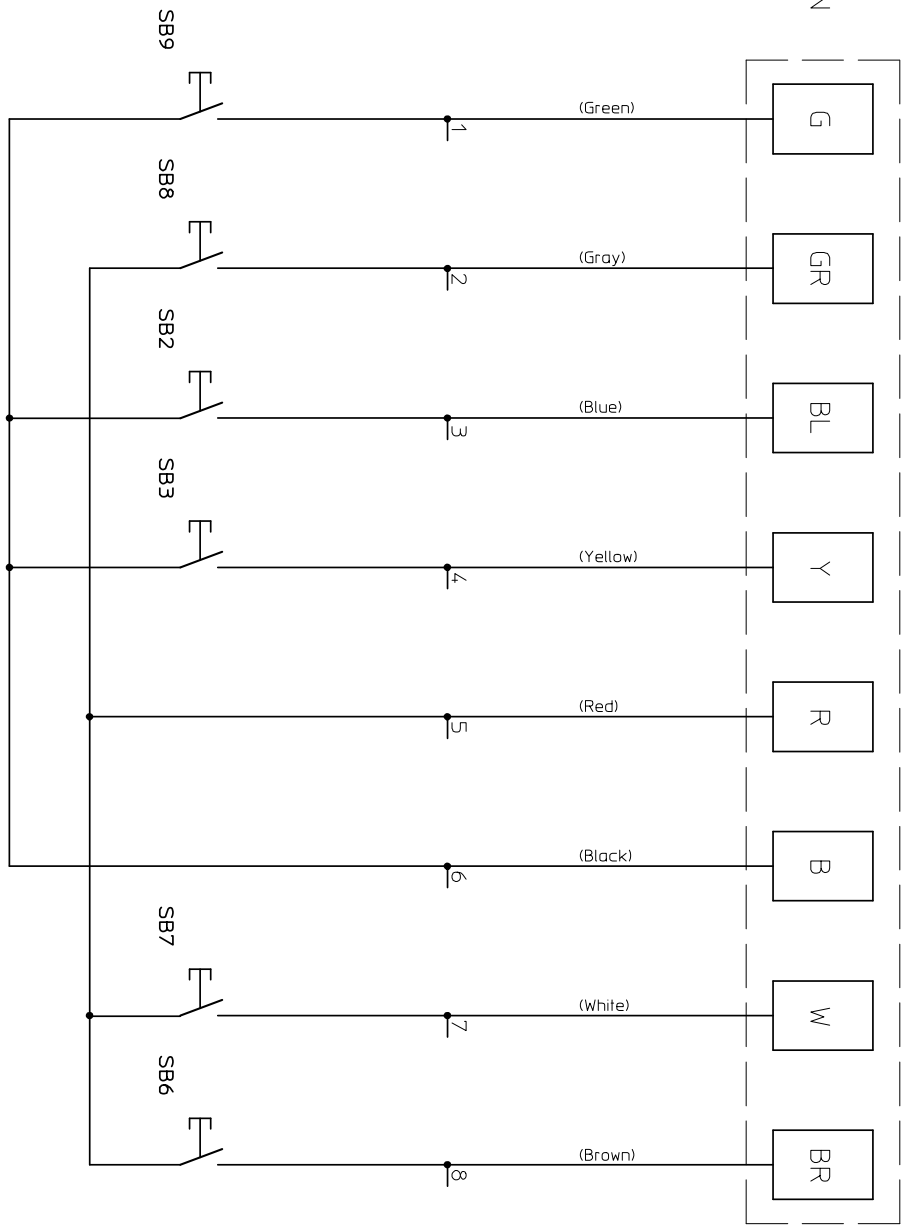 N
SB9
(Green)
G
1
SB8
(Gray)
GR
2
SB2
(Blue)
BL
3
SB3
(Yellow)
Y
4
(Red)
R
5
(Black)
B
6
SB7
(White)
W
7
SB6
(Brown)
BR
8